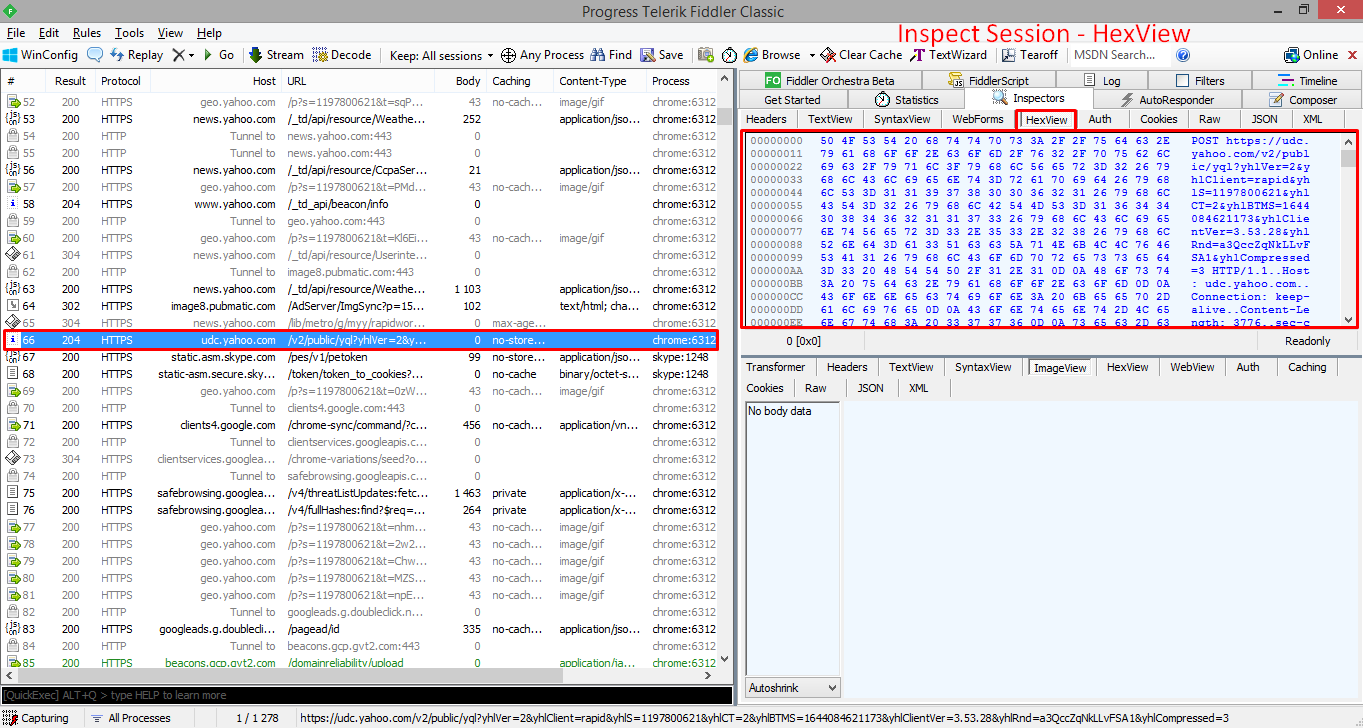 Progress Telerik Fiddler Classic
File Edit Rules Tools View Help
Inspect Session - HexView
WinConfig Replay Go Stream Decode Keep: All sessions Any Process Find Save Browse Clear Cache TextWizard Tearoff MSDN Search... Online
# Result Protocol Host URL Body Caching Content-Type Process
52 200 HTTPS geo.yahoo.com /p?s=1197800621&t=sqP... 43 no-cach... image/gif chrome:6312
53 200 HTTPS news.yahoo.com /_td/api/resource/Weathe... 252 application/jso... chrome:6312
54 200 HTTP Tunnel to news.yahoo.com:443 0 chrome:6312
55 200 HTTP Tunnel to news.yahoo.com:443 0 chrome:6312
56 200 HTTPS news.yahoo.com /_td/api/resource/CcpaSer... 21 application/jso... chrome:6312
57 200 HTTPS geo.yahoo.com /p?s=1197800621&t=PMd... 43 no-cach... image/gif chrome:6312
58 204 HTTPS www.yahoo.com /_td_api/beacon/info 0 chrome:6312
59 200 HTTP Tunnel to geo.yahoo.com:443 0 chrome:6312
60 200 HTTPS geo.yahoo.com /p?s=1197800621&t=Kl6Ei... 43 no-cach... image/gif chrome:6312
61 304 HTTPS news.yahoo.com /_td/api/resource/Userinte... 0 chrome:6312
62 200 HTTP Tunnel to image8.pubmatic.com:443 0 chrome:6312
63 200 HTTPS news.yahoo.com /_td/api/resource/Weathe... 1 103 application/jso... chrome:6312
64 302 HTTPS image8.pubmatic.com /AdServer/ImgSync?p=15... 102 text/html; cha... chrome:6312
65 304 HTTPS news.yahoo.com /lib/metro/g/myy/rapidwor... 0 max-age... chrome:6312
66 204 HTTPS udc.yahoo.com /v2/public/yql?yhlVer=2&y... 0 no-store... chrome:6312
67 200 HTTPS static.asm.skype.com /pes/v1/petoken 99 no-store... application/jso... skype:1248
68 200 HTTPS static-asm.secure.sky... /token/token_to_cookies?... 0 no-cache binary/octet-s... skype:1248
69 200 HTTPS geo.yahoo.com /p?s=1197800621&t=0zW... 43 no-cach... image/gif chrome:6312
70 200 HTTP Tunnel to clients4.google.com:443 0 chrome:6312
71 200 HTTPS clients4.google.com /chrome-sync/command/?c... 456 no-cach... application/vn... chrome:6312
72 200 HTTP Tunnel to clientservices.googleapis.c... 0 chrome:6312
73 304 HTTPS clientservices.googlea... /chrome-variations/seed?o... 0 chrome:6312
74 200 HTTP Tunnel to safebrowsing.googleapis.c... 0 chrome:6312
75 200 HTTPS safebrowsing.googlea... /v4/threatListUpdates:fetc... 1 463 private application/x-... chrome:6312
76 200 HTTPS safebrowsing.googlea... /v4/fullHashes:find?$req=... 264 private application/x-... chrome:6312
77 200 HTTPS geo.yahoo.com /p?s=1197800621&t=nhm... 43 no-cach... image/gif chrome:6312
78 200 HTTPS geo.yahoo.com /p?s=1197800621&t=2w2... 43 no-cach... image/gif chrome:6312
79 200 HTTPS geo.yahoo.com /p?s=1197800621&t=Chw... 43 no-cach... image/gif chrome:6312
80 200 HTTPS geo.yahoo.com /p?s=1197800621&t=MZS... 43 no-cach... image/gif chrome:6312
81 200 HTTPS geo.yahoo.com /p?s=1197800621&t=npE... 43 no-cach... image/gif chrome:6312
82 200 HTTP Tunnel to googleads.g.doubleclick.n... 0 chrome:6312
83 200 HTTPS googleads.g.doublecli... /pagead/id 335 no-cach... application/jso... chrome:6312
84 200 HTTP Tunnel to beacons.gcp.gvt2.com:443 0 chrome:6312
85 200 HTTPS beacons.gcp.gvt2.com /domainreliability/upload 0 application/ja... chrome:6312
[QuickExec] ALT+Q > type HELP to learn more
FO Fiddler Orchestra Beta FiddlerScript Log Filters Timeline
Get Started Statistics Inspectors AutoResponder Composer
Headers TextView SyntaxView WebForms HexView Auth Cookies Raw JSON XML
00000000 50 4F 53 54 20 68 74 74 70 73 3A 2F 2F 75 64 63 2E POST https://udc.
00000011 79 61 68 6F 6F 2E 63 6F 6D 2F 76 32 2F 70 75 62 6C yahoo.com/v2/publ
00000022 69 63 2F 79 71 6C 3F 79 68 6C 56 65 72 3D 32 26 79 ic/yql?yhlVer=2&y
00000033 68 6C 43 6C 69 65 6E 74 3D 72 61 70 69 64 26 79 68 hlClient=rapid&yh
00000044 6C 53 3D 31 31 39 37 38 30 30 36 32 31 26 79 68 6C lS=1197800621&yhl
00000055 43 54 3D 32 26 79 68 6C 42 54 4D 53 3D 31 36 34 34 CT=2&yhlBTMS=1644
00000066 30 38 34 36 32 31 31 37 33 26 79 68 6C 43 6C 69 65 084621173&yhlClie
00000077 6E 74 56 65 72 3D 33 2E 35 33 2E 32 38 26 79 68 6C ntVer=3.53.28&yhl
00000088 52 6E 64 3D 61 33 51 63 63 5A 71 4E 6B 4C 4C 76 46 Rnd=a3QccZqNkLLvF
00000099 53 41 31 26 79 68 6C 43 6F 6D 70 72 65 73 73 65 64 SA1&yhlCompressed
000000AA 3D 33 20 48 54 54 50 2F 31 2E 31 0D 0A 48 6F 73 74 =3 HTTP/1.1..Host
000000BB 3A 20 75 64 63 2E 79 61 68 6F 6F 2E 63 6F 6D 0D 0A : udc.yahoo.com..
000000CC 43 6F 6E 6E 65 63 74 69 6F 6E 3A 20 6B 65 65 70 2D Connection: keep-
000000DD 61 6C 69 76 65 0D 0A 43 6F 6E 74 65 6E 74 2D 4C 65 alive..Content-Le
000000EE 6E 67 74 68 3A 20 33 37 37 36 0D 0A 73 65 63 2D 63 ngth: 3776..sec-c
0 [0x0] Readonly
Transformer Headers TextView SyntaxView ImageView HexView WebView Auth Caching
Cookies Raw JSON XML
No body data
Autoshrink
Capturing All Processes 1 / 1 278 https://udc.yahoo.com/v2/public/yql?yhlVer=2&yhlClient=rapid&yhlS=1197800621&yhlCT=2&yhlBTMS=1644084621173&yhlClientVer=3.53.28&yhlRnd=a3QccZqNkLLvFSA1&yhlCompressed=3